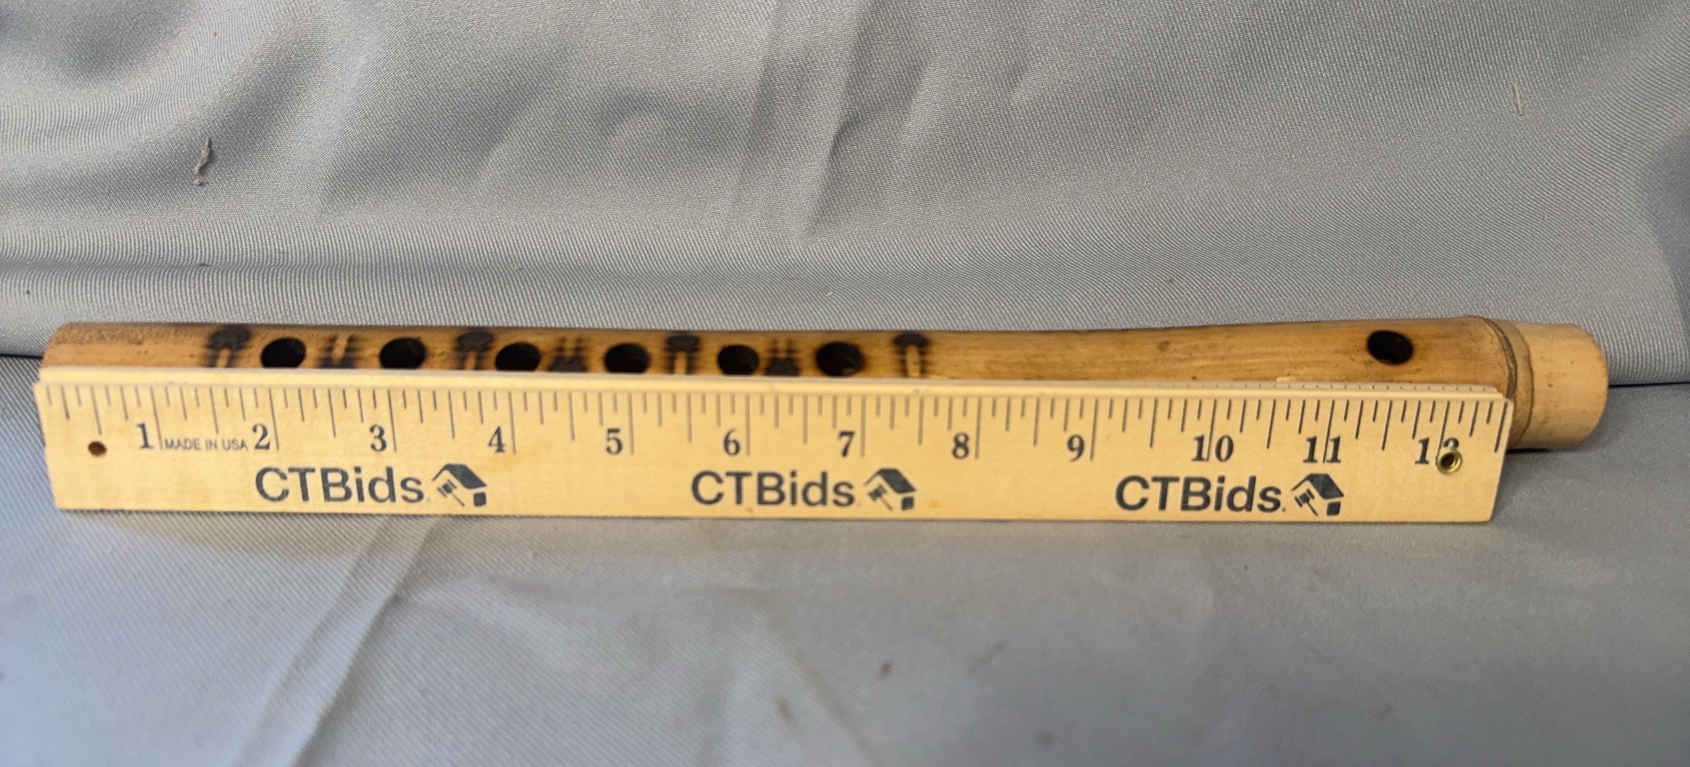 1 MADE IN USA 2 3 4 5 6 7 8 9 10 11 12
CTBids. CTBids. CTBids.